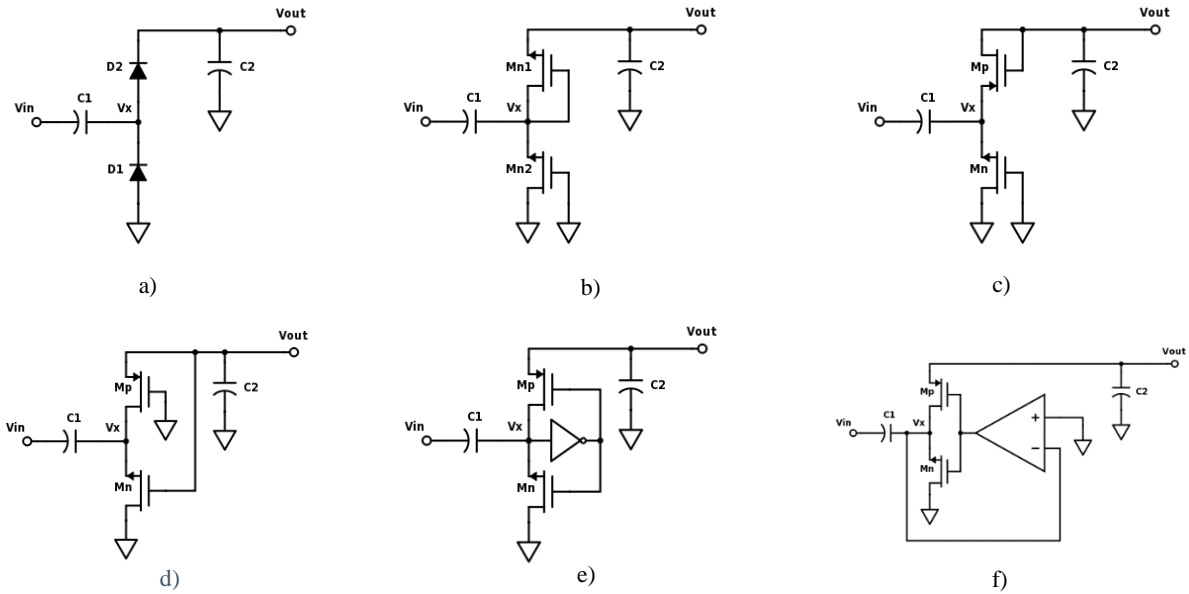 Vout
D2
C2
C1
Vin
Vx
D1
a)
Vout
Mn1
C2
C1
Vin
Vx
Mn2
b)
Vout
Mp
C2
C1
Vin
Vx
Mn
c)
Vout
Mp
C2
C1
Vin
Vx
Mn
d)
Vout
Mp
C2
C1
Vin
Vx
Mn
e)
Vout
Mp
C2
C1
Vin
Vx
+
−
Mn
f)